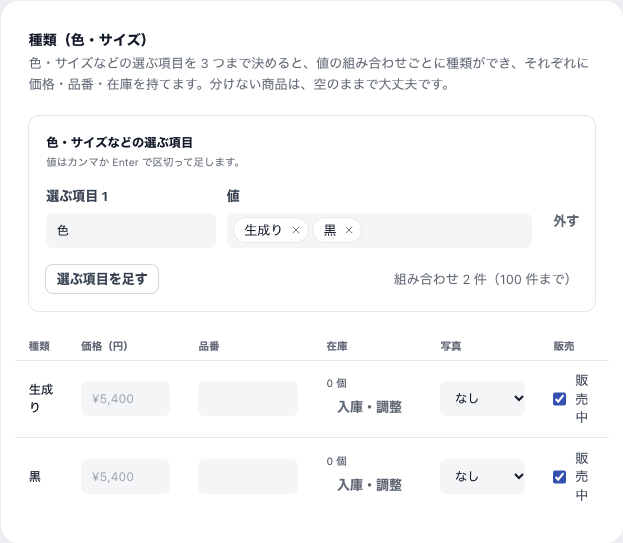 種類（色・サイズ）
色・サイズなどの選ぶ項目を 3 つまで決めると、値の組み合わせごとに種類ができ、それぞれに
価格・品番・在庫を持てます。分けない商品は、空のままで大丈夫です。
色・サイズなどの選ぶ項目
値はカンマか Enter で区切って足します。
選ぶ項目 1 値
色 生成り × 黒 × 外す
選ぶ項目を足す 組み合わせ 2 件（100 件まで）
種類 価格（円） 品番 在庫 写真 販売
生成
り ¥5,400 0 個 入庫・調整 なし 販
売
中
黒 ¥5,400 0 個 入庫・調整 なし 販
売
中